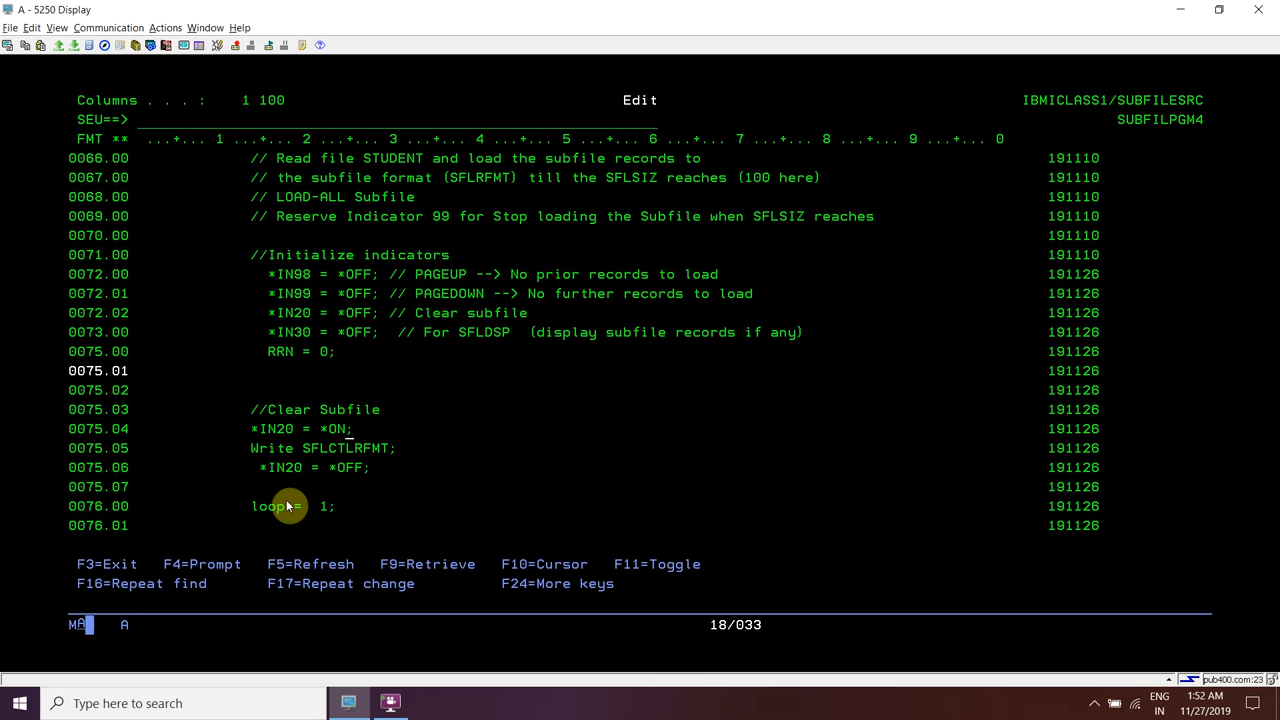 A - 5250 Display
File Edit View Communication Actions Window Help
Columns . . . : 1 100 Edit IBMICLASS1/SUBFILESRC
SEU==> SUBFILPGM4
FMT ** ...+... 1 ...+... 2 ...+... 3 ...+... 4 ...+... 5 ...+... 6 ...+... 7 ...+... 8 ...+... 9 ...+... 0
0066.00 // Read file STUDENT and load the subfile records to 191110
0067.00 // the subfile format (SFLRFMT) till the SFLSIZ reaches (100 here) 191110
0068.00 // LOAD-ALL Subfile 191110
0069.00 // Reserve Indicator 99 for Stop loading the Subfile when SFLSIZ reaches 191110
0070.00 191110
0071.00 //Initialize indicators 191110
0072.00 *IN98 = *OFF; // PAGEUP --> No prior records to load 191126
0072.01 *IN99 = *OFF; // PAGEDOWN --> No further records to load 191126
0072.02 *IN20 = *OFF; // Clear subfile 191126
0073.00 *IN30 = *OFF; // For SFLDSP (display subfile records if any) 191126
0075.00 RRN = 0; 191126
0075.01 191126
0075.02 191126
0075.03 //Clear Subfile 191126
0075.04 *IN20 = *ON; 191126
0075.05 Write SFLCTLRFMT; 191126
0075.06 *IN20 = *OFF; 191126
0075.07 191126
0076.00 loop = 1; 191126
0076.01 191126
F3=Exit F4=Prompt F5=Refresh F9=Retrieve F10=Cursor F11=Toggle
F16=Repeat find F17=Repeat change F24=More keys
MA A 18/033
pub400.com:23
Type here to search
ENG 1:52 AM
IN 11/27/2019